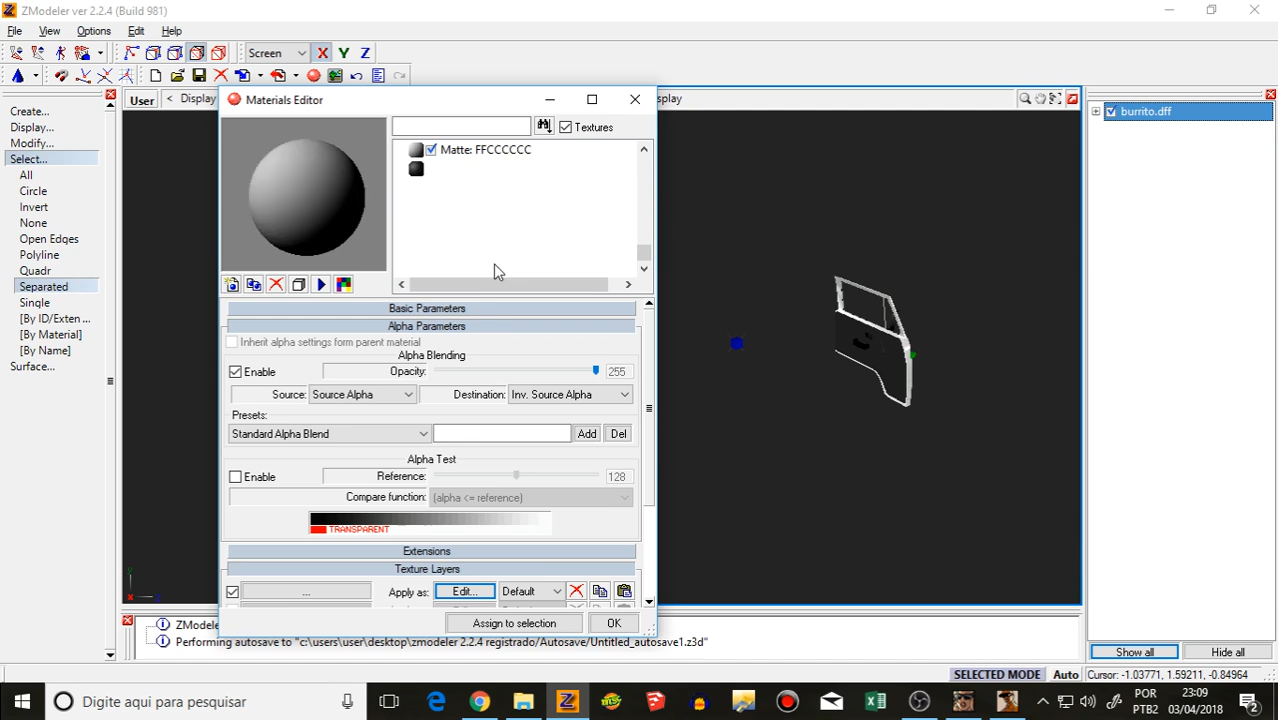 ZModeler ver 2.2.4 (Build 981)
File View Options Edit Help
Screen X Y Z
User < Display
Display
Create...
Display...
Modify...
Select...
All
Circle
Invert
None
Open Edges
Polyline
Quadr
Separated
Single
[By ID/Exten
[By Material]
[By Name]
Surface...
Materials Editor
Textures
Matte: FFCCCCCC
Basic Parameters
Alpha Parameters
Inherit alpha settings form parent material
Alpha Blending
Enable Opacity: 255
Source: Source Alpha Destination: Inv. Source Alpha
Presets:
Standard Alpha Blend Add Del
Alpha Test
Enable Reference: 128
Compare function: (alpha <= reference)
TRANSPARENT
Extensions
Texture Layers
... Apply as: Edit... Default
Assign to selection OK
burrito.dff
Show all Hide all
ZModele
Performing autosave to "c:\users\user\desktop\zmodeler 2.2.4 registrado/Autosave/Untitled_autosave1.z3d"
SELECTED MODE Auto Cursor: -1.03771, 1.59211, -0.84964
Digite aqui para pesquisar
POR
PTB2
23:09
03/04/2018
2